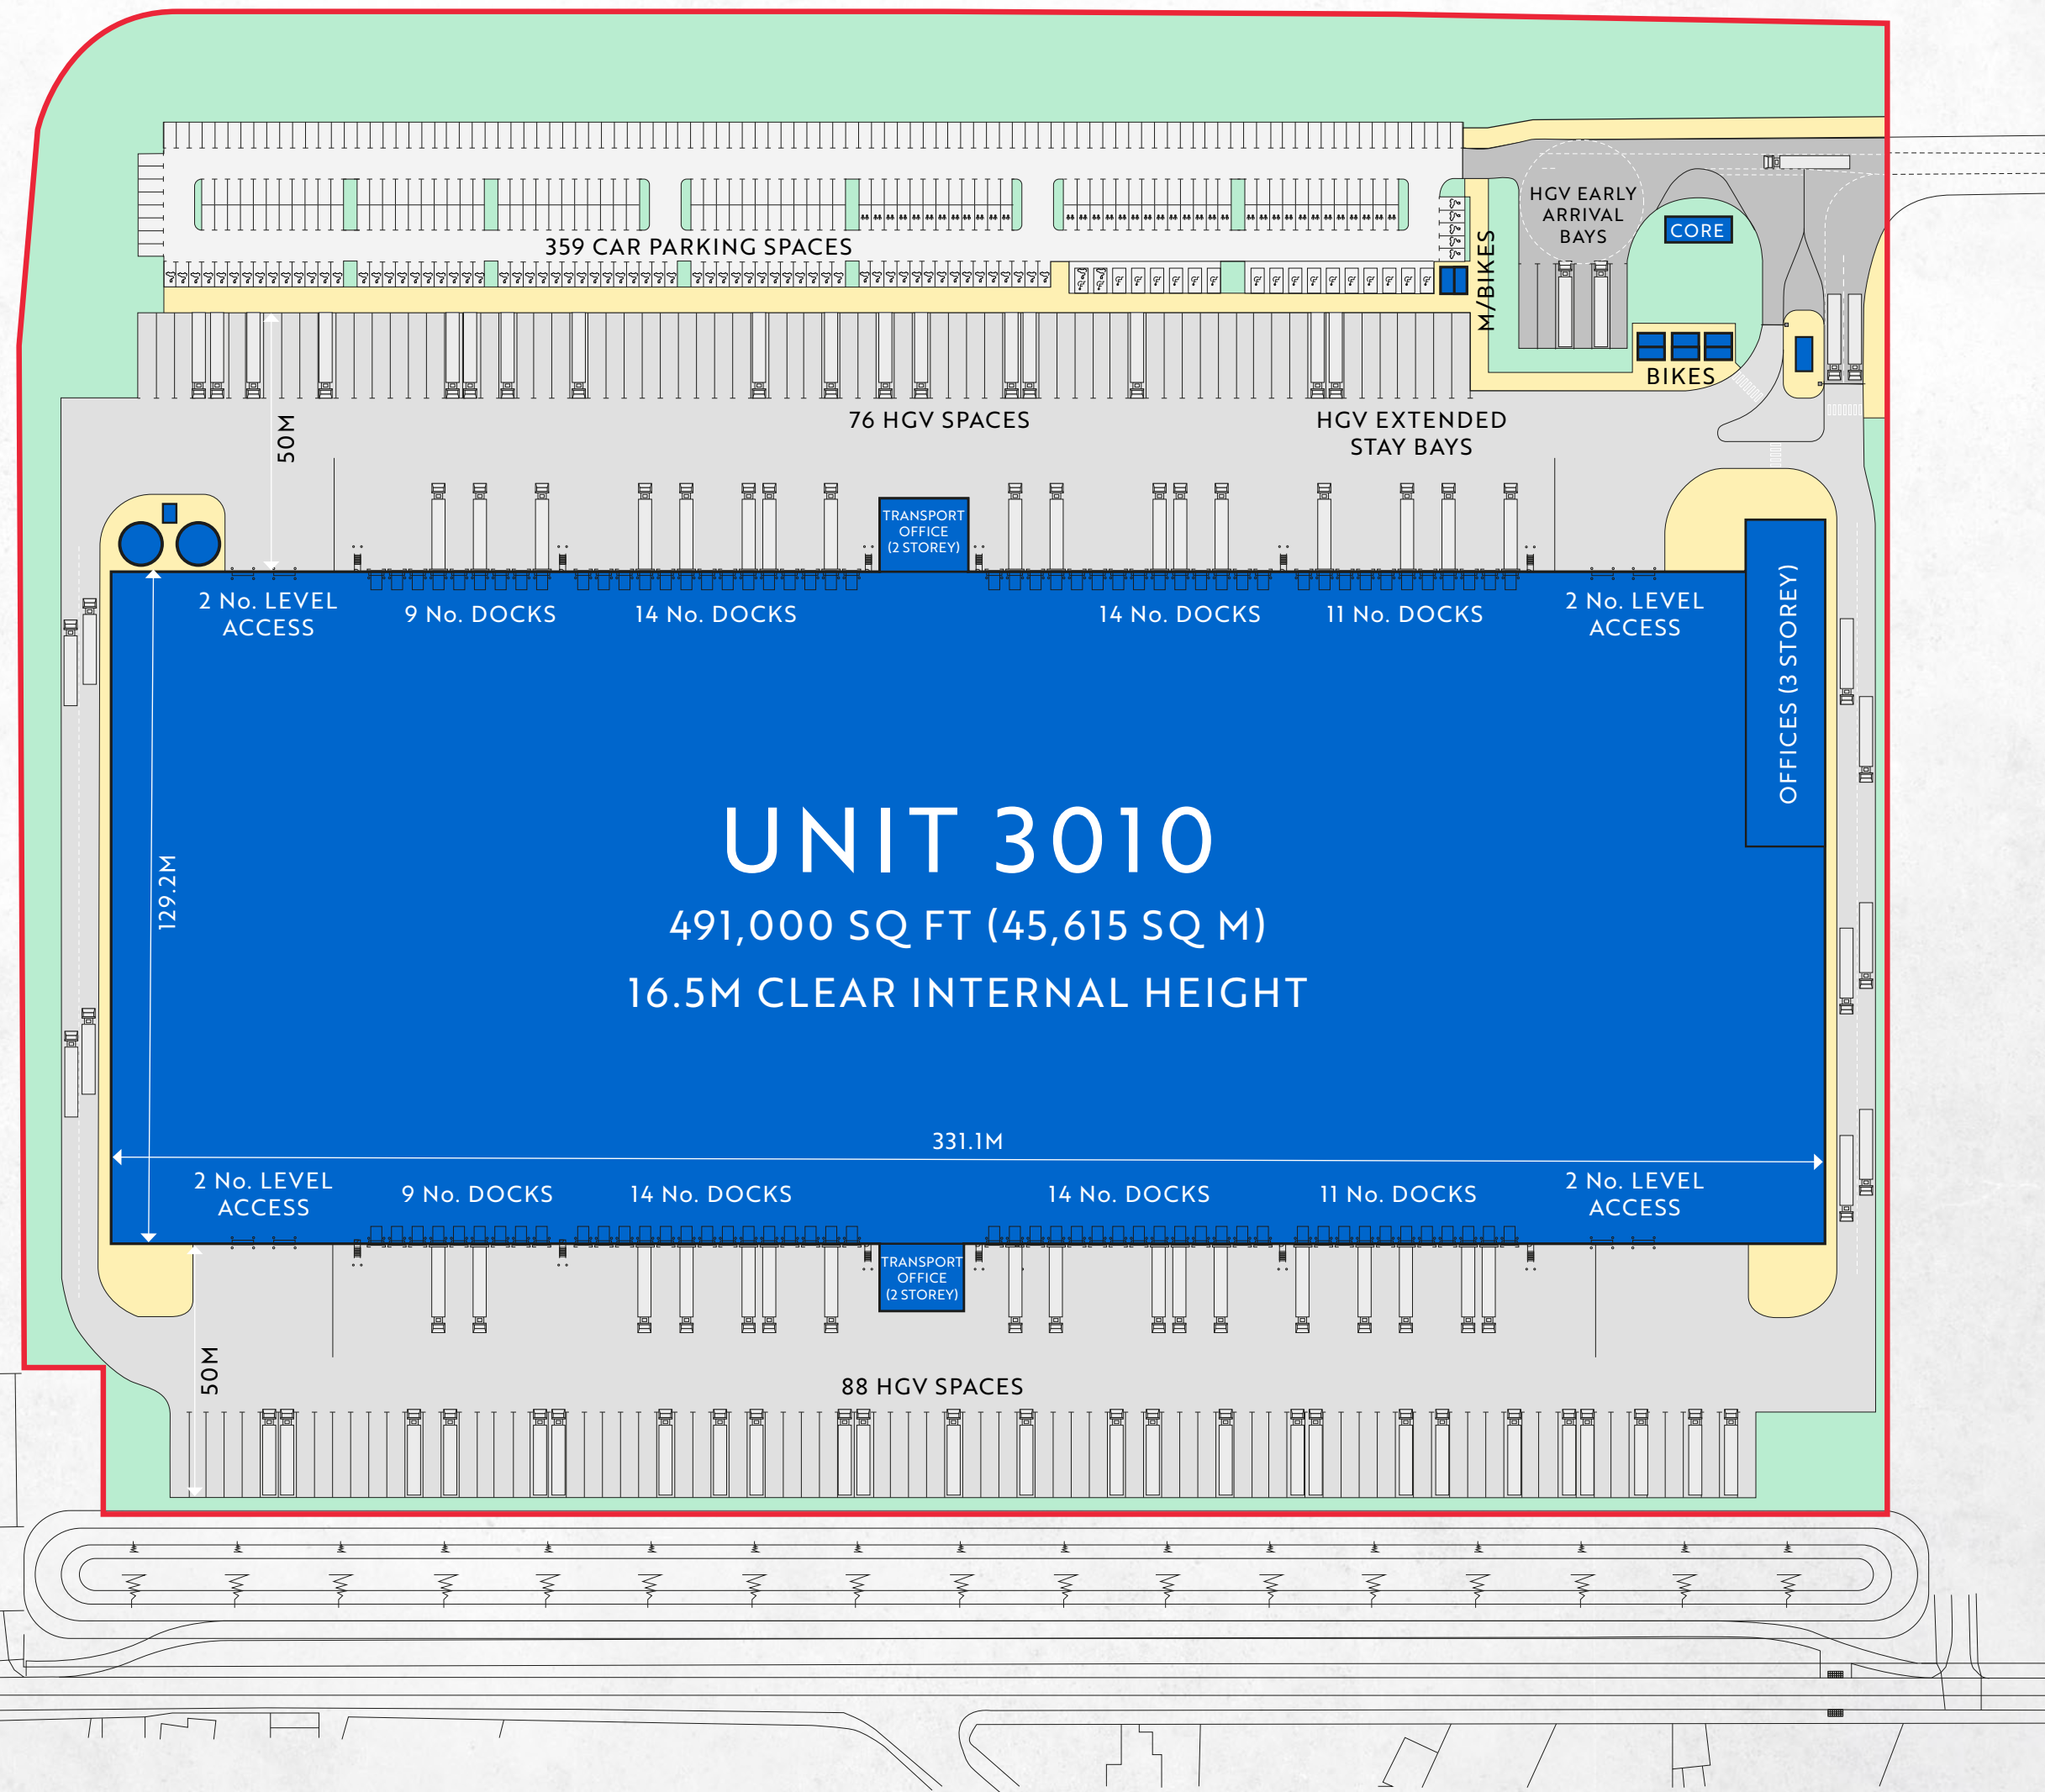 HGV EARLY
ARRIVAL
BAYS
CORE
359 CAR PARKING SPACES
M/BIKES
BIKES
50M
76 HGV SPACES
HGV EXTENDED
STAY BAYS
TRANSPORT
OFFICE
(2 STOREY)
2 No. LEVEL
ACCESS
9 No. DOCKS
14 No. DOCKS
14 No. DOCKS
11 No. DOCKS
2 No. LEVEL
ACCESS
OFFICES (3 STOREY)
UNIT 3010
491,000 SQ FT (45,615 SQ M)
16.5M CLEAR INTERNAL HEIGHT
129.2M
331.1M
2 No. LEVEL
ACCESS
9 No. DOCKS
14 No. DOCKS
14 No. DOCKS
11 No. DOCKS
2 No. LEVEL
ACCESS
TRANSPORT
OFFICE
(2 STOREY)
50M
88 HGV SPACES